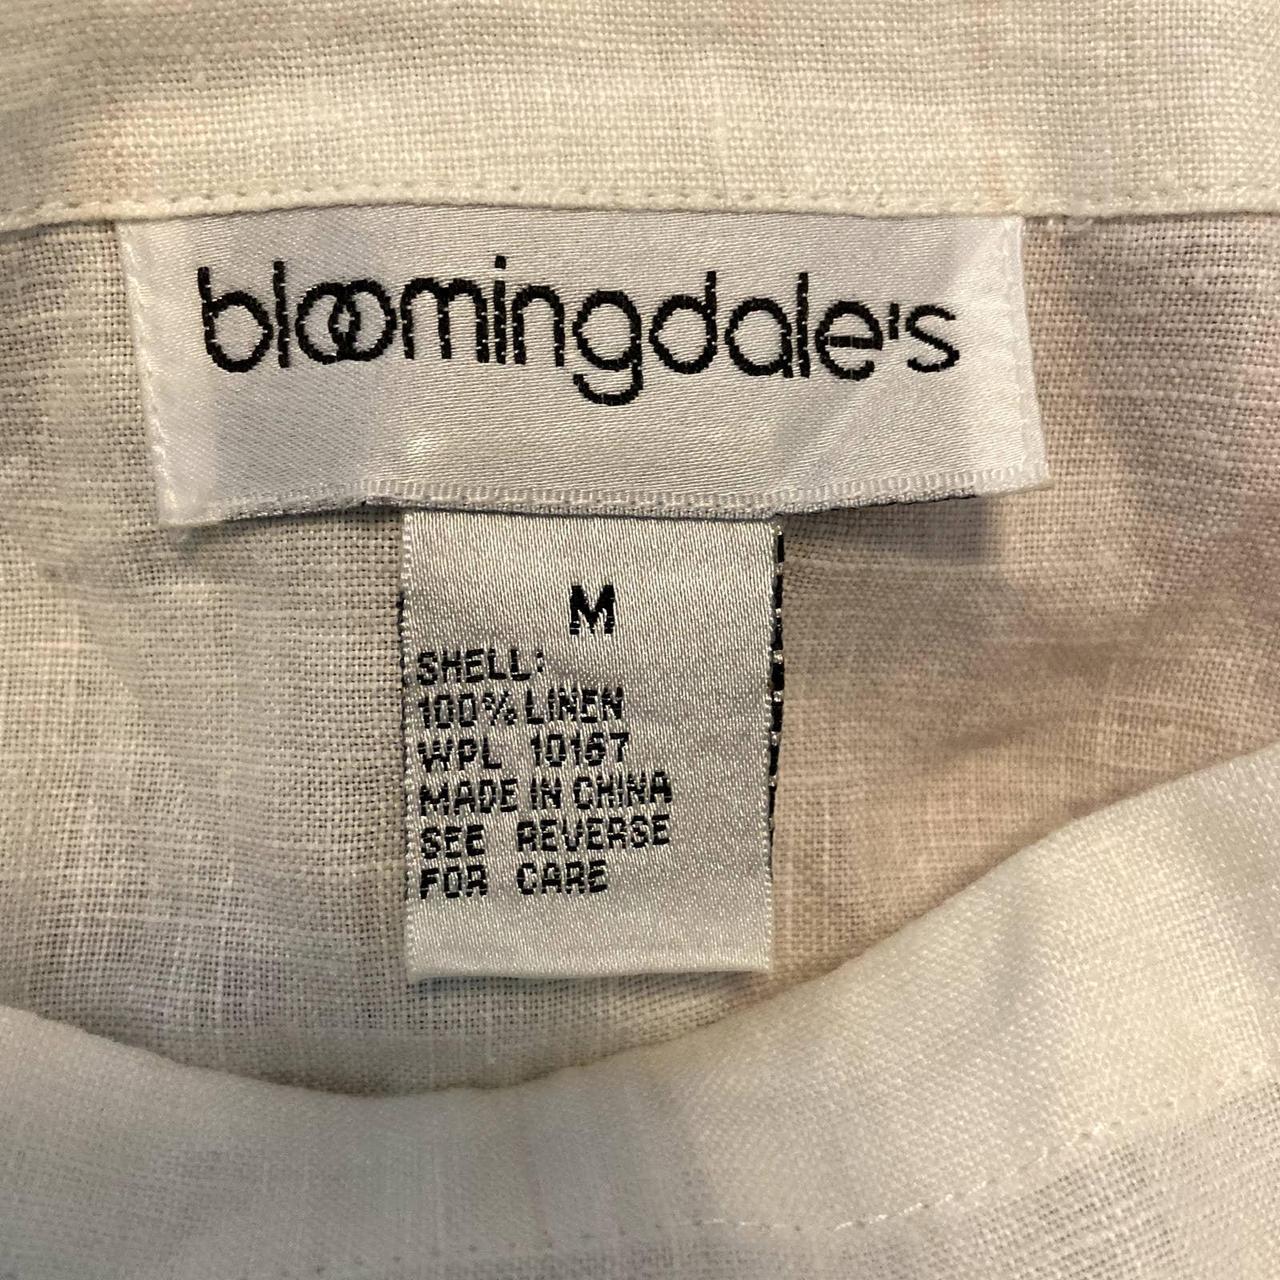 bloomingdale's
M
SHELL:
100% LINEN
WPL 10167
MADE IN CHINA
SEE REVERSE
FOR CARE